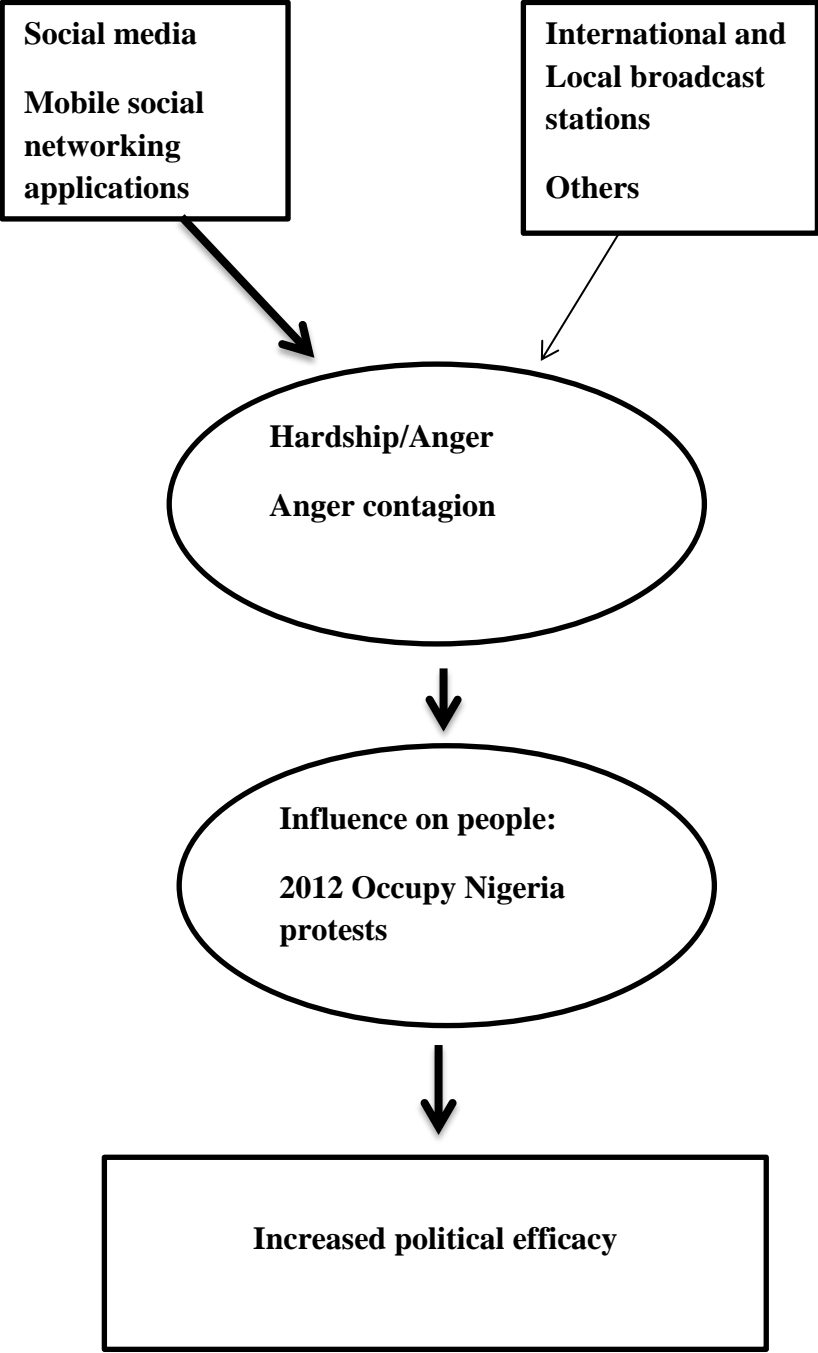 Social media
Mobile social
networking
applications
International and
Local broadcast
stations
Others
Hardship/Anger
Anger contagion
Influence on people:
2012 Occupy Nigeria
protests
Increased political efficacy